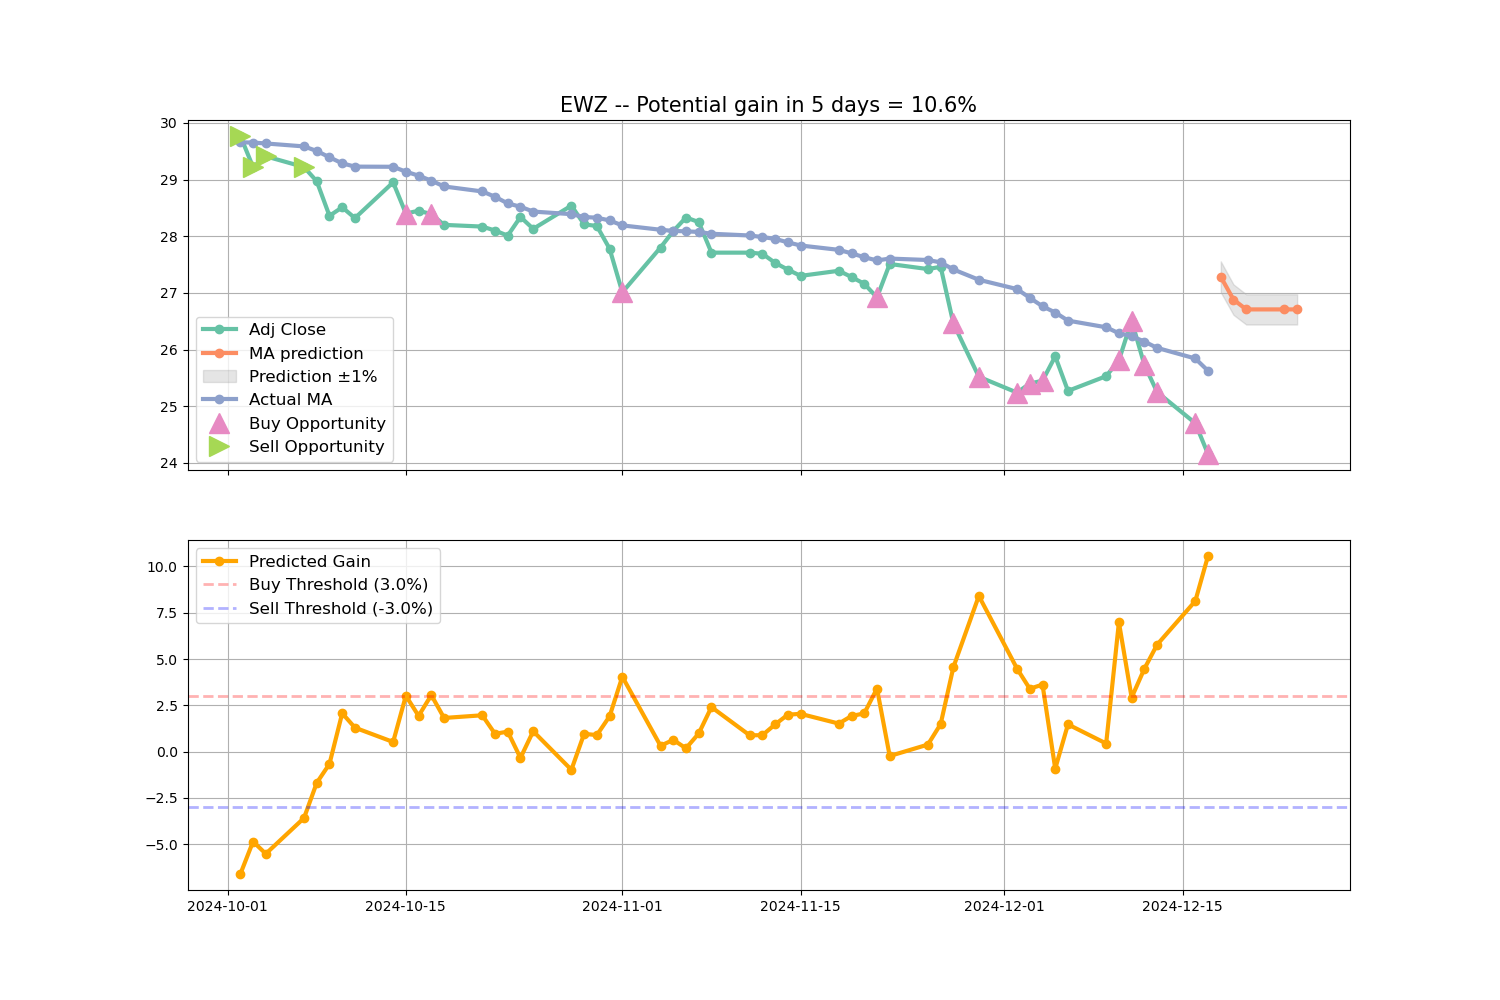 EWZ -- Potential gain in 5 days = 10.6%
30
29
28
27
26
25
24
Adj Close
MA prediction
Prediction ±1%
Actual MA
Buy Opportunity
Sell Opportunity
10.0
7.5
5.0
2.5
0.0
−2.5
−5.0
Predicted Gain
Buy Threshold (3.0%)
Sell Threshold (-3.0%)
2024-10-01
2024-10-15
2024-11-01
2024-11-15
2024-12-01
2024-12-15